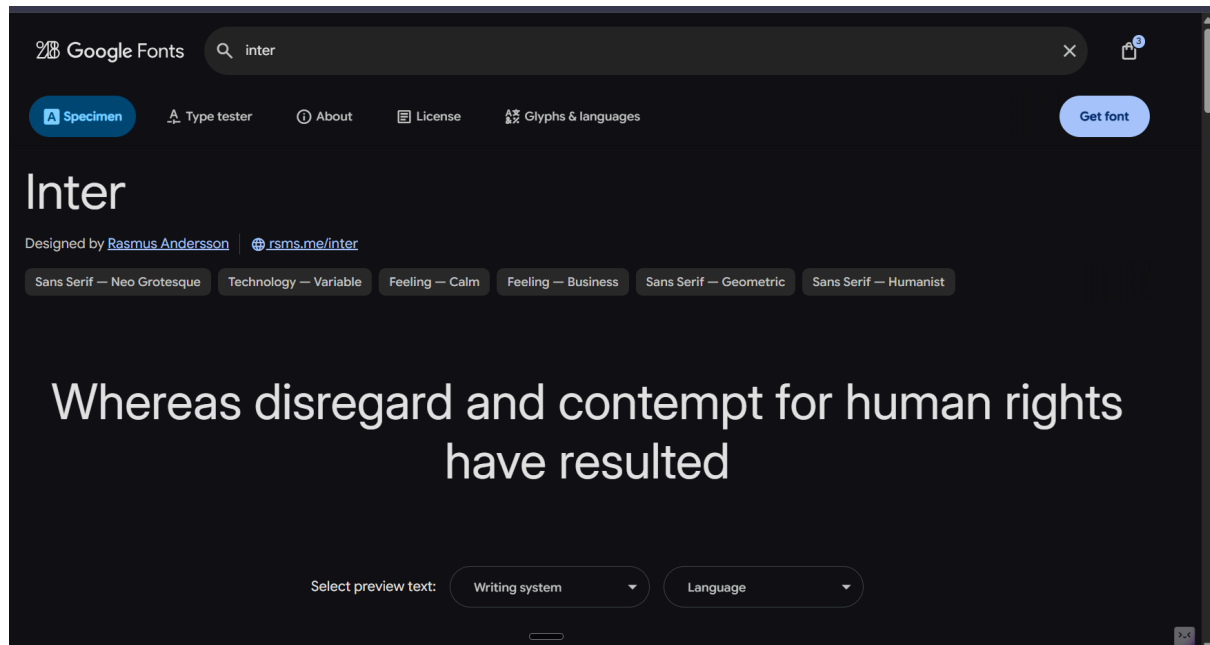 Google Fonts
inter
3
Specimen
Type tester
About
License
Glyphs & languages
Get font
Inter
Designed by Rasmus Andersson
rsms.me/inter
Sans Serif — Neo Grotesque
Technology — Variable
Feeling — Calm
Feeling — Business
Sans Serif — Geometric
Sans Serif — Humanist
Whereas disregard and contempt for human rights
have resulted
Select preview text:
Writing system
Language